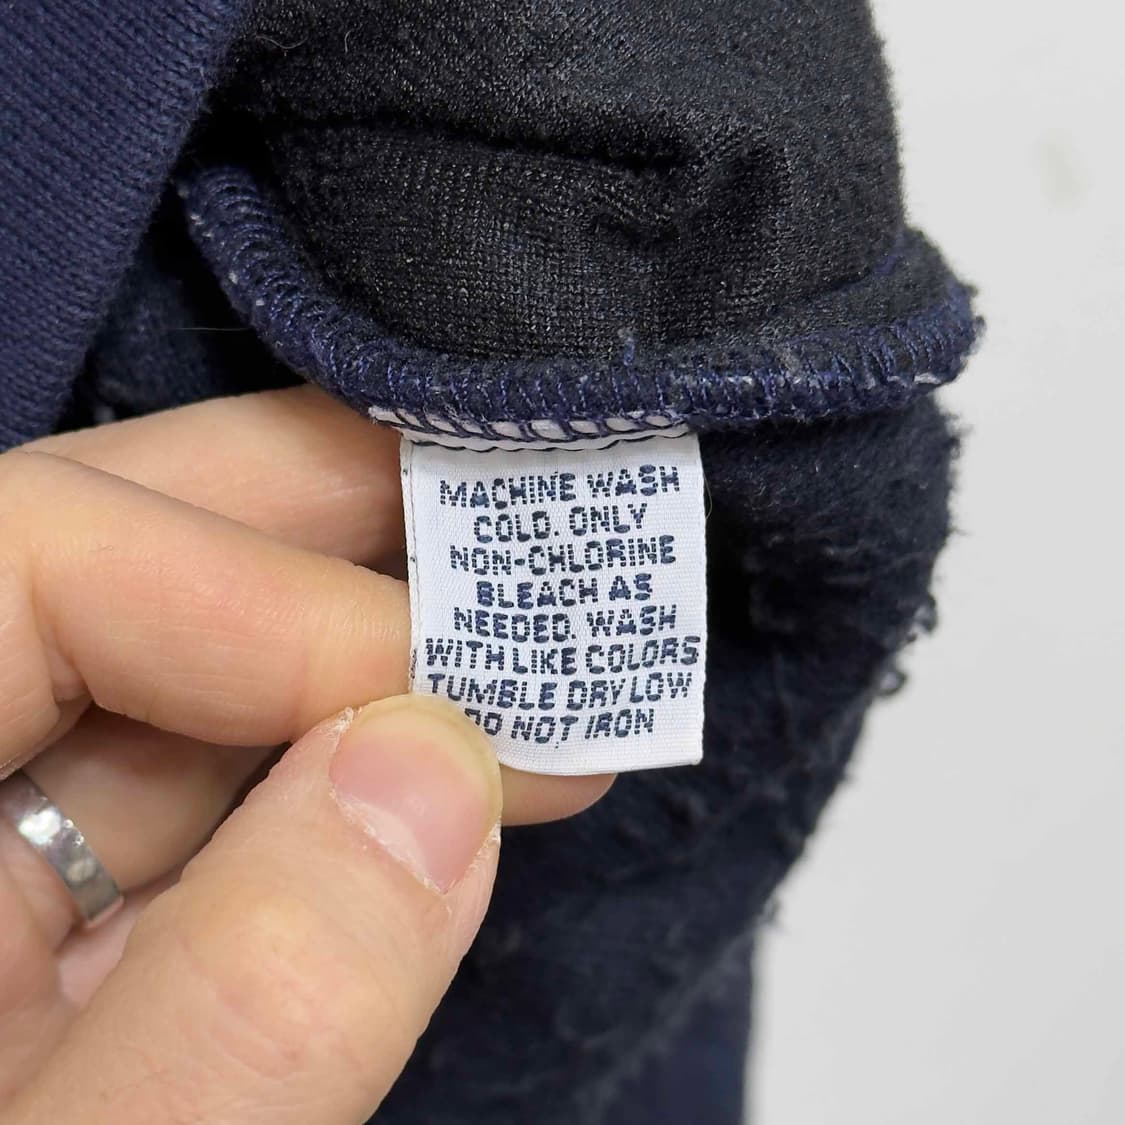 MACHINE WASH
COLD. ONLY
NON-CHLORINE
BLEACH AS
NEEDED. WASH
WITH LIKE COLORS
TUMBLE DRY LOW
DO NOT IRON